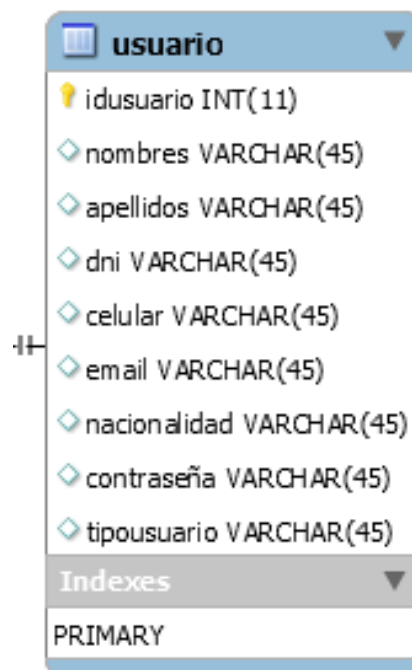 usuario
idusuario INT(11)
nombres VARCHAR(45)
apellidos VARCHAR(45)
dni VARCHAR(45)
celular VARCHAR(45)
email VARCHAR(45)
nacionalidad VARCHAR(45)
contraseña VARCHAR(45)
tipousuario VARCHAR(45)
Indexes
PRIMARY